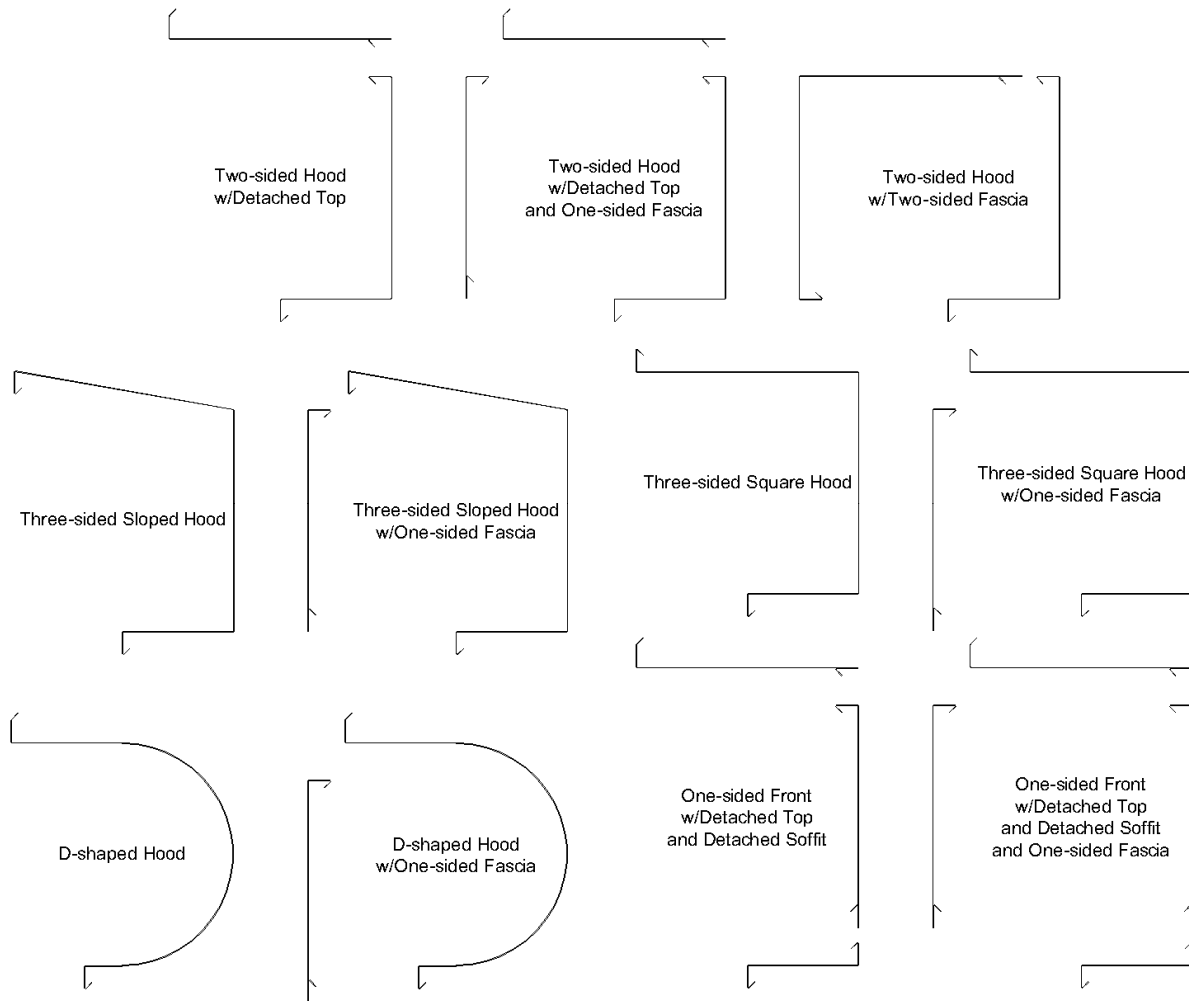 Two-sided Hood
w/Detached Top
Two-sided Hood
w/Detached Top
and One-sided Fascia
Two-sided Hood
w/Two-sided Fascia
Three-sided Sloped Hood
Three-sided Sloped Hood
w/One-sided Fascia
Three-sided Square Hood
Three-sided Square Hood
w/One-sided Fascia
D-shaped Hood
D-shaped Hood
w/One-sided Fascia
One-sided Front
w/Detached Top
and Detached Soffit
One-sided Front
w/Detached Top
and Detached Soffit
and One-sided Fascia